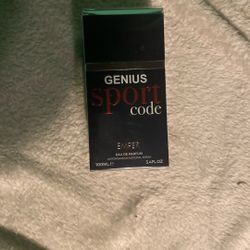 GENIUS
sport
code
EMPER
EAU DE PARFUM
100ML.℮ 3.4FL.OZ